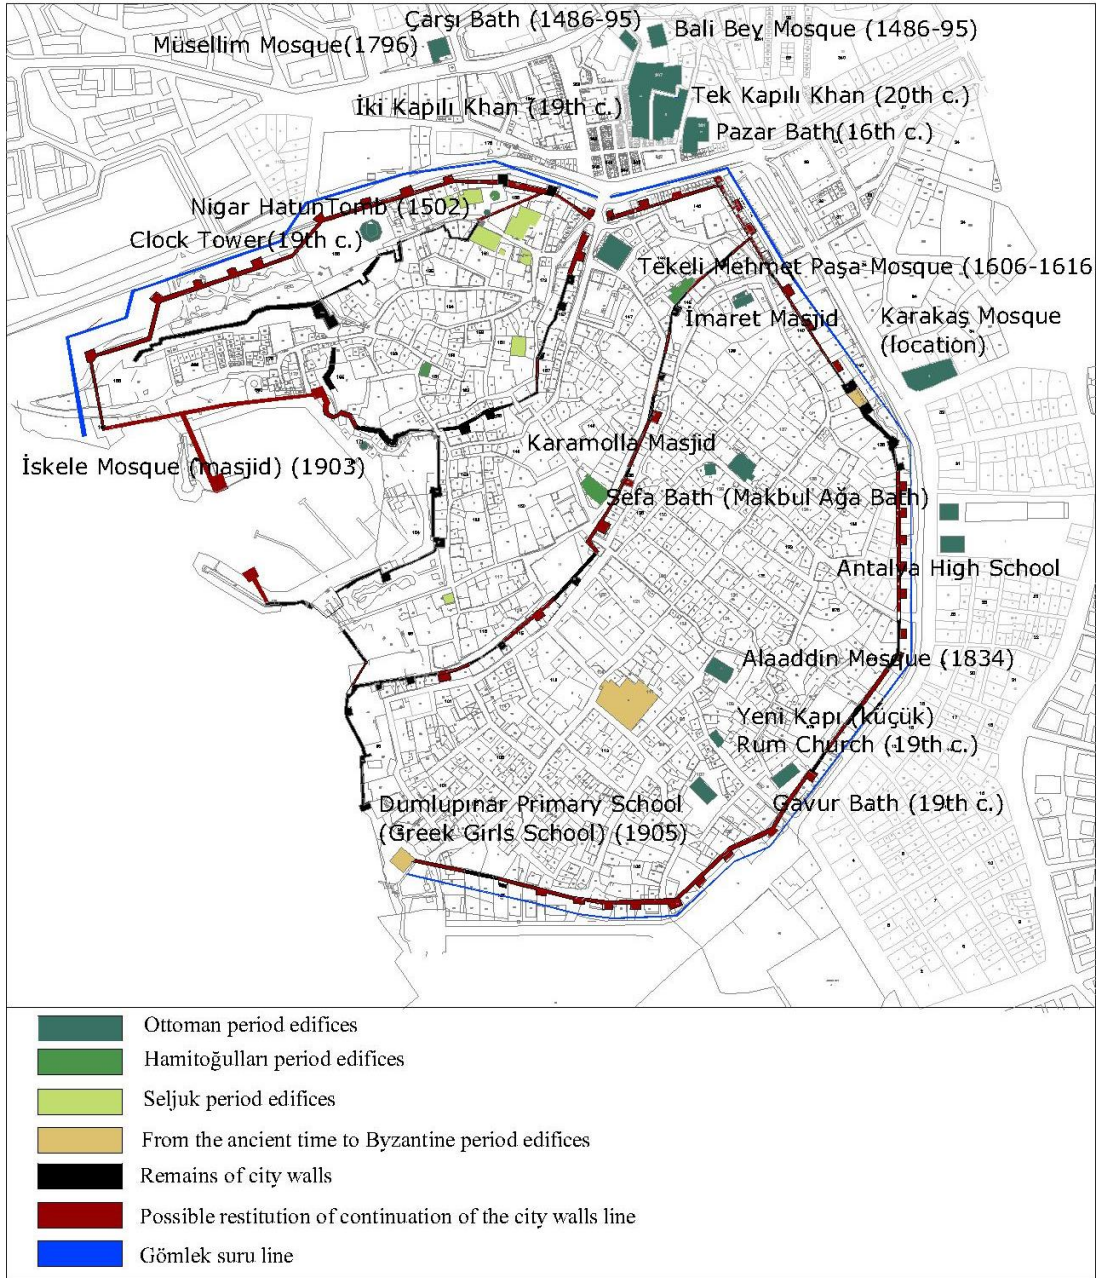 Çarşı Bath (1486-95)
Bali Bey Mosque (1486-95)
Müsellim Mosque(1796)
İki Kapılı Khan (19th c.)
Tek Kapılı Khan (20th c.)
Pazar Bath(16th c.)
Nigar HatunTomb (1502)
Clock Tower(19th c.)
Tekeli Mehmet Paşa Mosque (1606-1616
İmaret Masjid
Karakaş Mosque
(location)
Karamolla Masjid
İskele Mosque (masjid) (1903)
Sefa Bath (Makbul Ağa Bath)
Antalya High School
Alaaddin Mosque (1834)
Yeni Kapı (küçük)
Rum Church (19th c.)
Dumlupınar Primary School
(Greek Girls School) (1905)
Gavur Bath (19th c.)
Ottoman period edifices
Hamitoğulları period edifices
Seljuk period edifices
From the ancient time to Byzantine period edifices
Remains of city walls
Possible restitution of continuation of the city walls line
Gömlek suru line